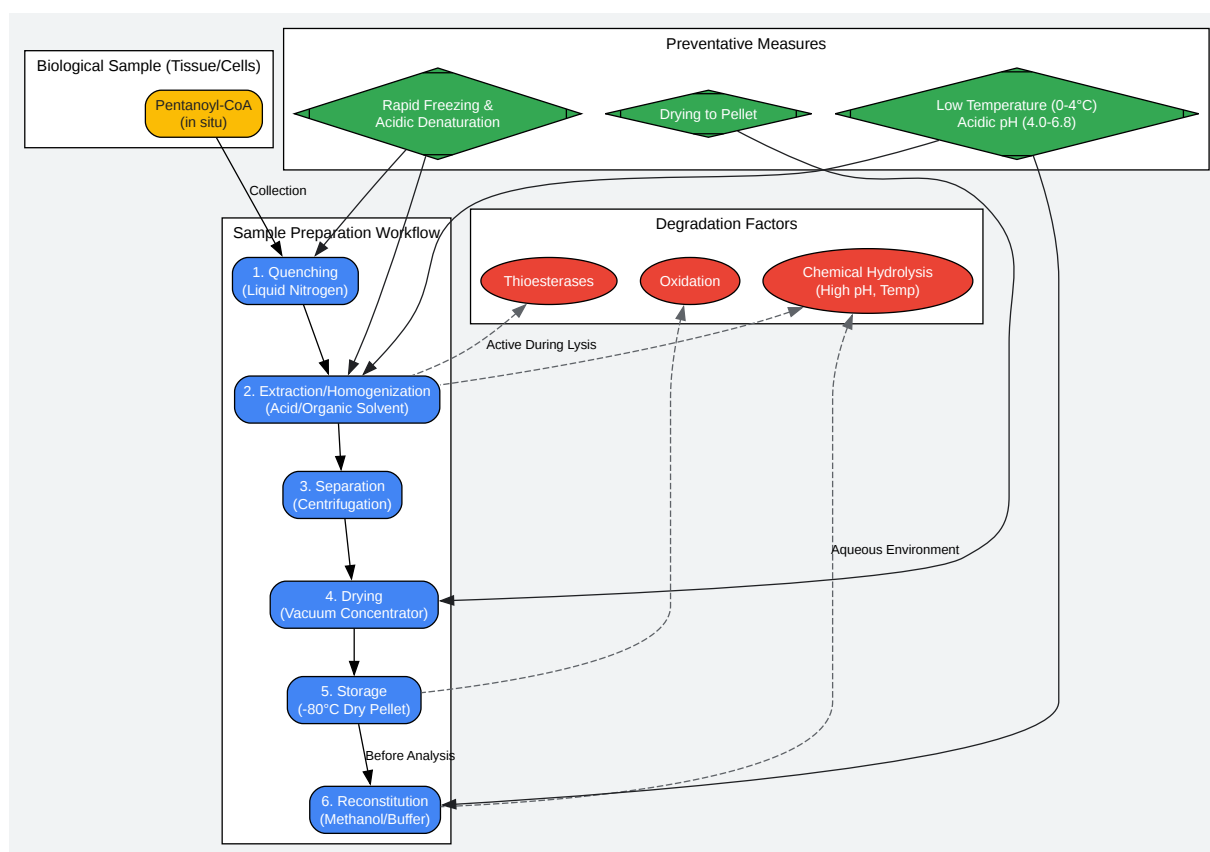 Preventative Measures
Biological Sample (Tissue/Cells)
Pentanoyl-CoA
(in situ)
Rapid Freezing &
Acidic Denaturation
Drying to Pellet
Low Temperature (0-4°C)
Acidic pH (4.0-6.8)
Collection
Sample Preparation Workflow
Degradation Factors
1. Quenching
(Liquid Nitrogen)
Thioesterases
Oxidation
Chemical Hydrolysis
(High pH, Temp)
Active During Lysis
2. Extraction/Homogenization
(Acid/Organic Solvent)
3. Separation
(Centrifugation)
Aqueous Environment
4. Drying
(Vacuum Concentrator)
5. Storage
(-80°C Dry Pellet)
Before Analysis
6. Reconstitution
(Methanol/Buffer)